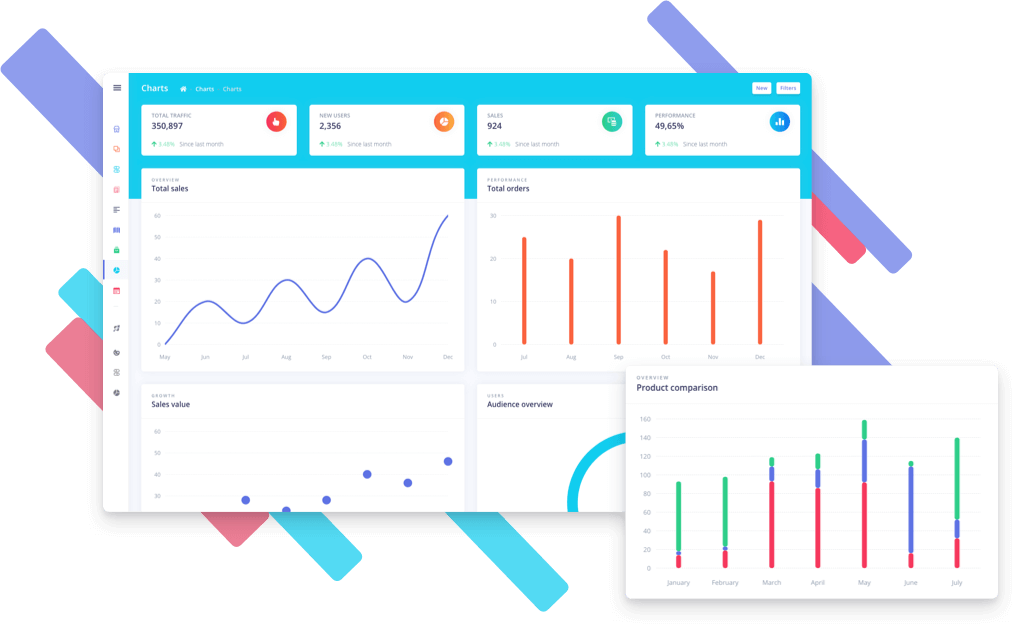 Charts Charts Charts New Filters
TOTAL TRAFFIC
350,897
3.48% Since last month
NEW USERS
2,356
3.48% Since last month
SALES
924
3.48% Since last month
PERFORMANCE
49,65%
3.48% Since last month
OVERVIEW
Total sales
60
50
40
30
20
10
0
May Jun Jul Aug Sep Oct Nov Dec
PERFORMANCE
Total orders
30
20
10
0
Jul Aug Sep Oct Nov Dec
GROWTH
Sales value
60
50
40
30
USERS
Audience overview
OVERVIEW
Product comparison
160
140
120
100
80
60
40
20
0
January February March April May June July